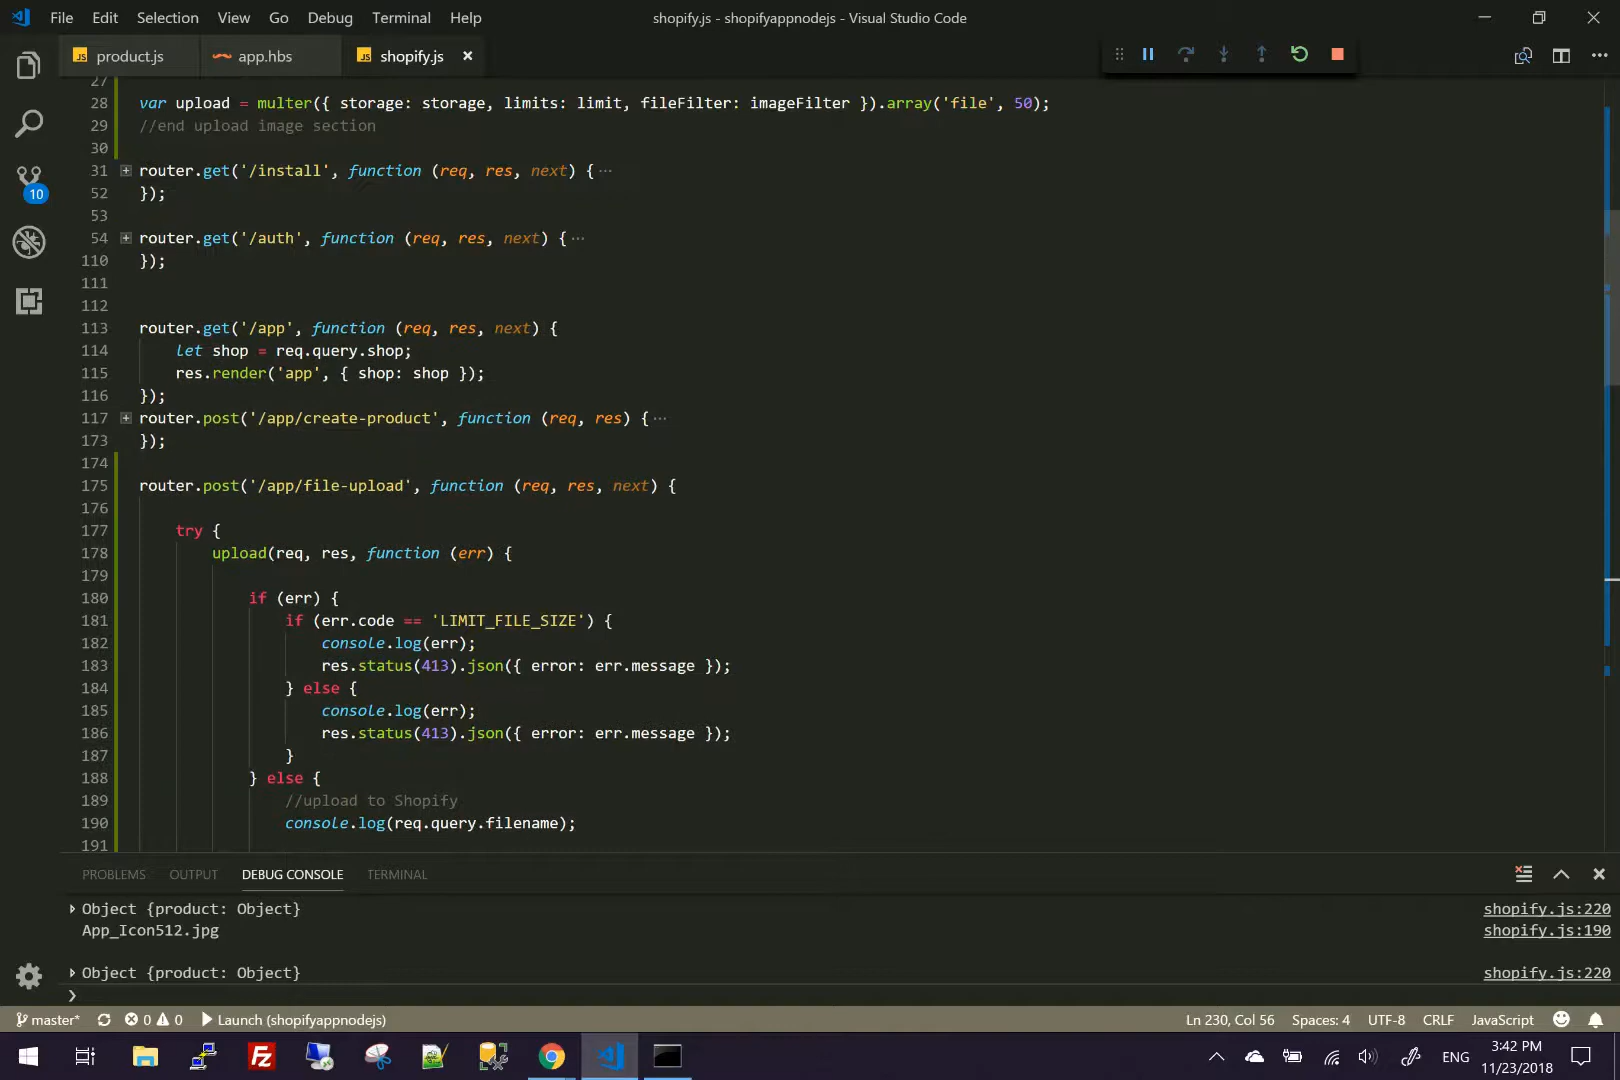 File Edit Selection View Go Debug Terminal Help
shopify.js - shopifyappnodejs - Visual Studio Code
JS product.js
app.hbs
JS shopify.js
10
27
28 var upload = multer({ storage: storage, limits: limit, fileFilter: imageFilter }).array('file', 50);
29 //end upload image section
30
31 router.get('/install', function (req, res, next) {···
52 });
53
54 router.get('/auth', function (req, res, next) {···
110 });
111
112
113 router.get('/app', function (req, res, next) {
114 let shop = req.query.shop;
115 res.render('app', { shop: shop });
116 });
117 router.post('/app/create-product', function (req, res) {···
173 });
174
175 router.post('/app/file-upload', function (req, res, next) {
176
177 try {
178 upload(req, res, function (err) {
179
180 if (err) {
181 if (err.code == 'LIMIT_FILE_SIZE') {
182 console.log(err);
183 res.status(413).json({ error: err.message });
184 } else {
185 console.log(err);
186 res.status(413).json({ error: err.message });
187 }
188 } else {
189 //upload to Shopify
190 console.log(req.query.filename);
191
PROBLEMS OUTPUT DEBUG CONSOLE TERMINAL
Object {product: Object} shopify.js:220
App_Icon512.jpg shopify.js:190
Object {product: Object} shopify.js:220
master* 0 0 Launch (shopifyappnodejs) Ln 230, Col 56 Spaces: 4 UTF-8 CRLF JavaScript
ENG
3:42 PM
11/23/2018